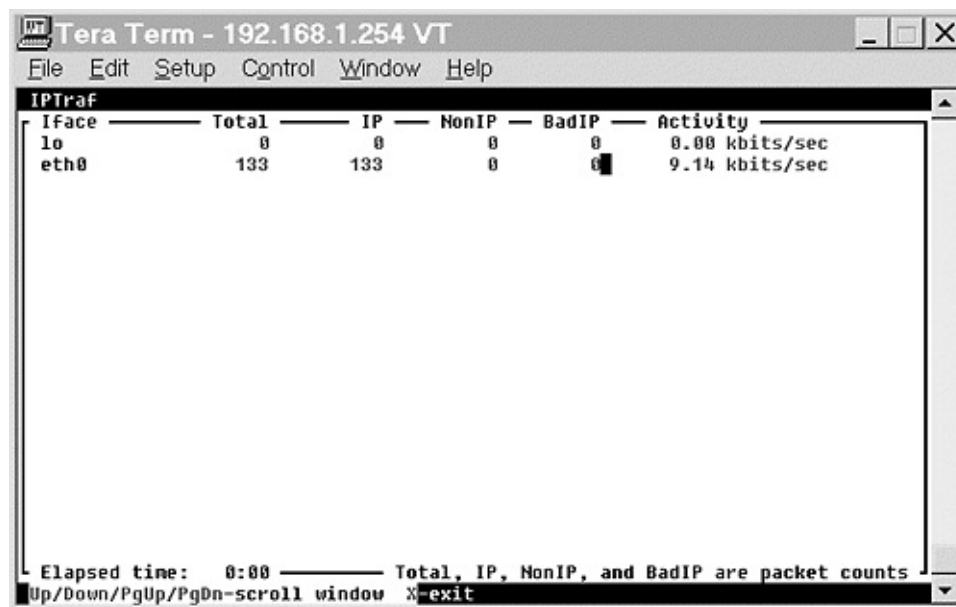 Tera Term - 192.168.1.254 VT
File Edit Setup Control Window Help
IPTraf
Iface Total IP NonIP BadIP Activity
lo 0 0 0 0 0.00 kbits/sec
eth0 133 133 0 0 9.14 kbits/sec
Elapsed time: 0:00 Total, IP, NonIP, and BadIP are packet counts
Up/Down/PgUp/PgDn-scroll window X-exit